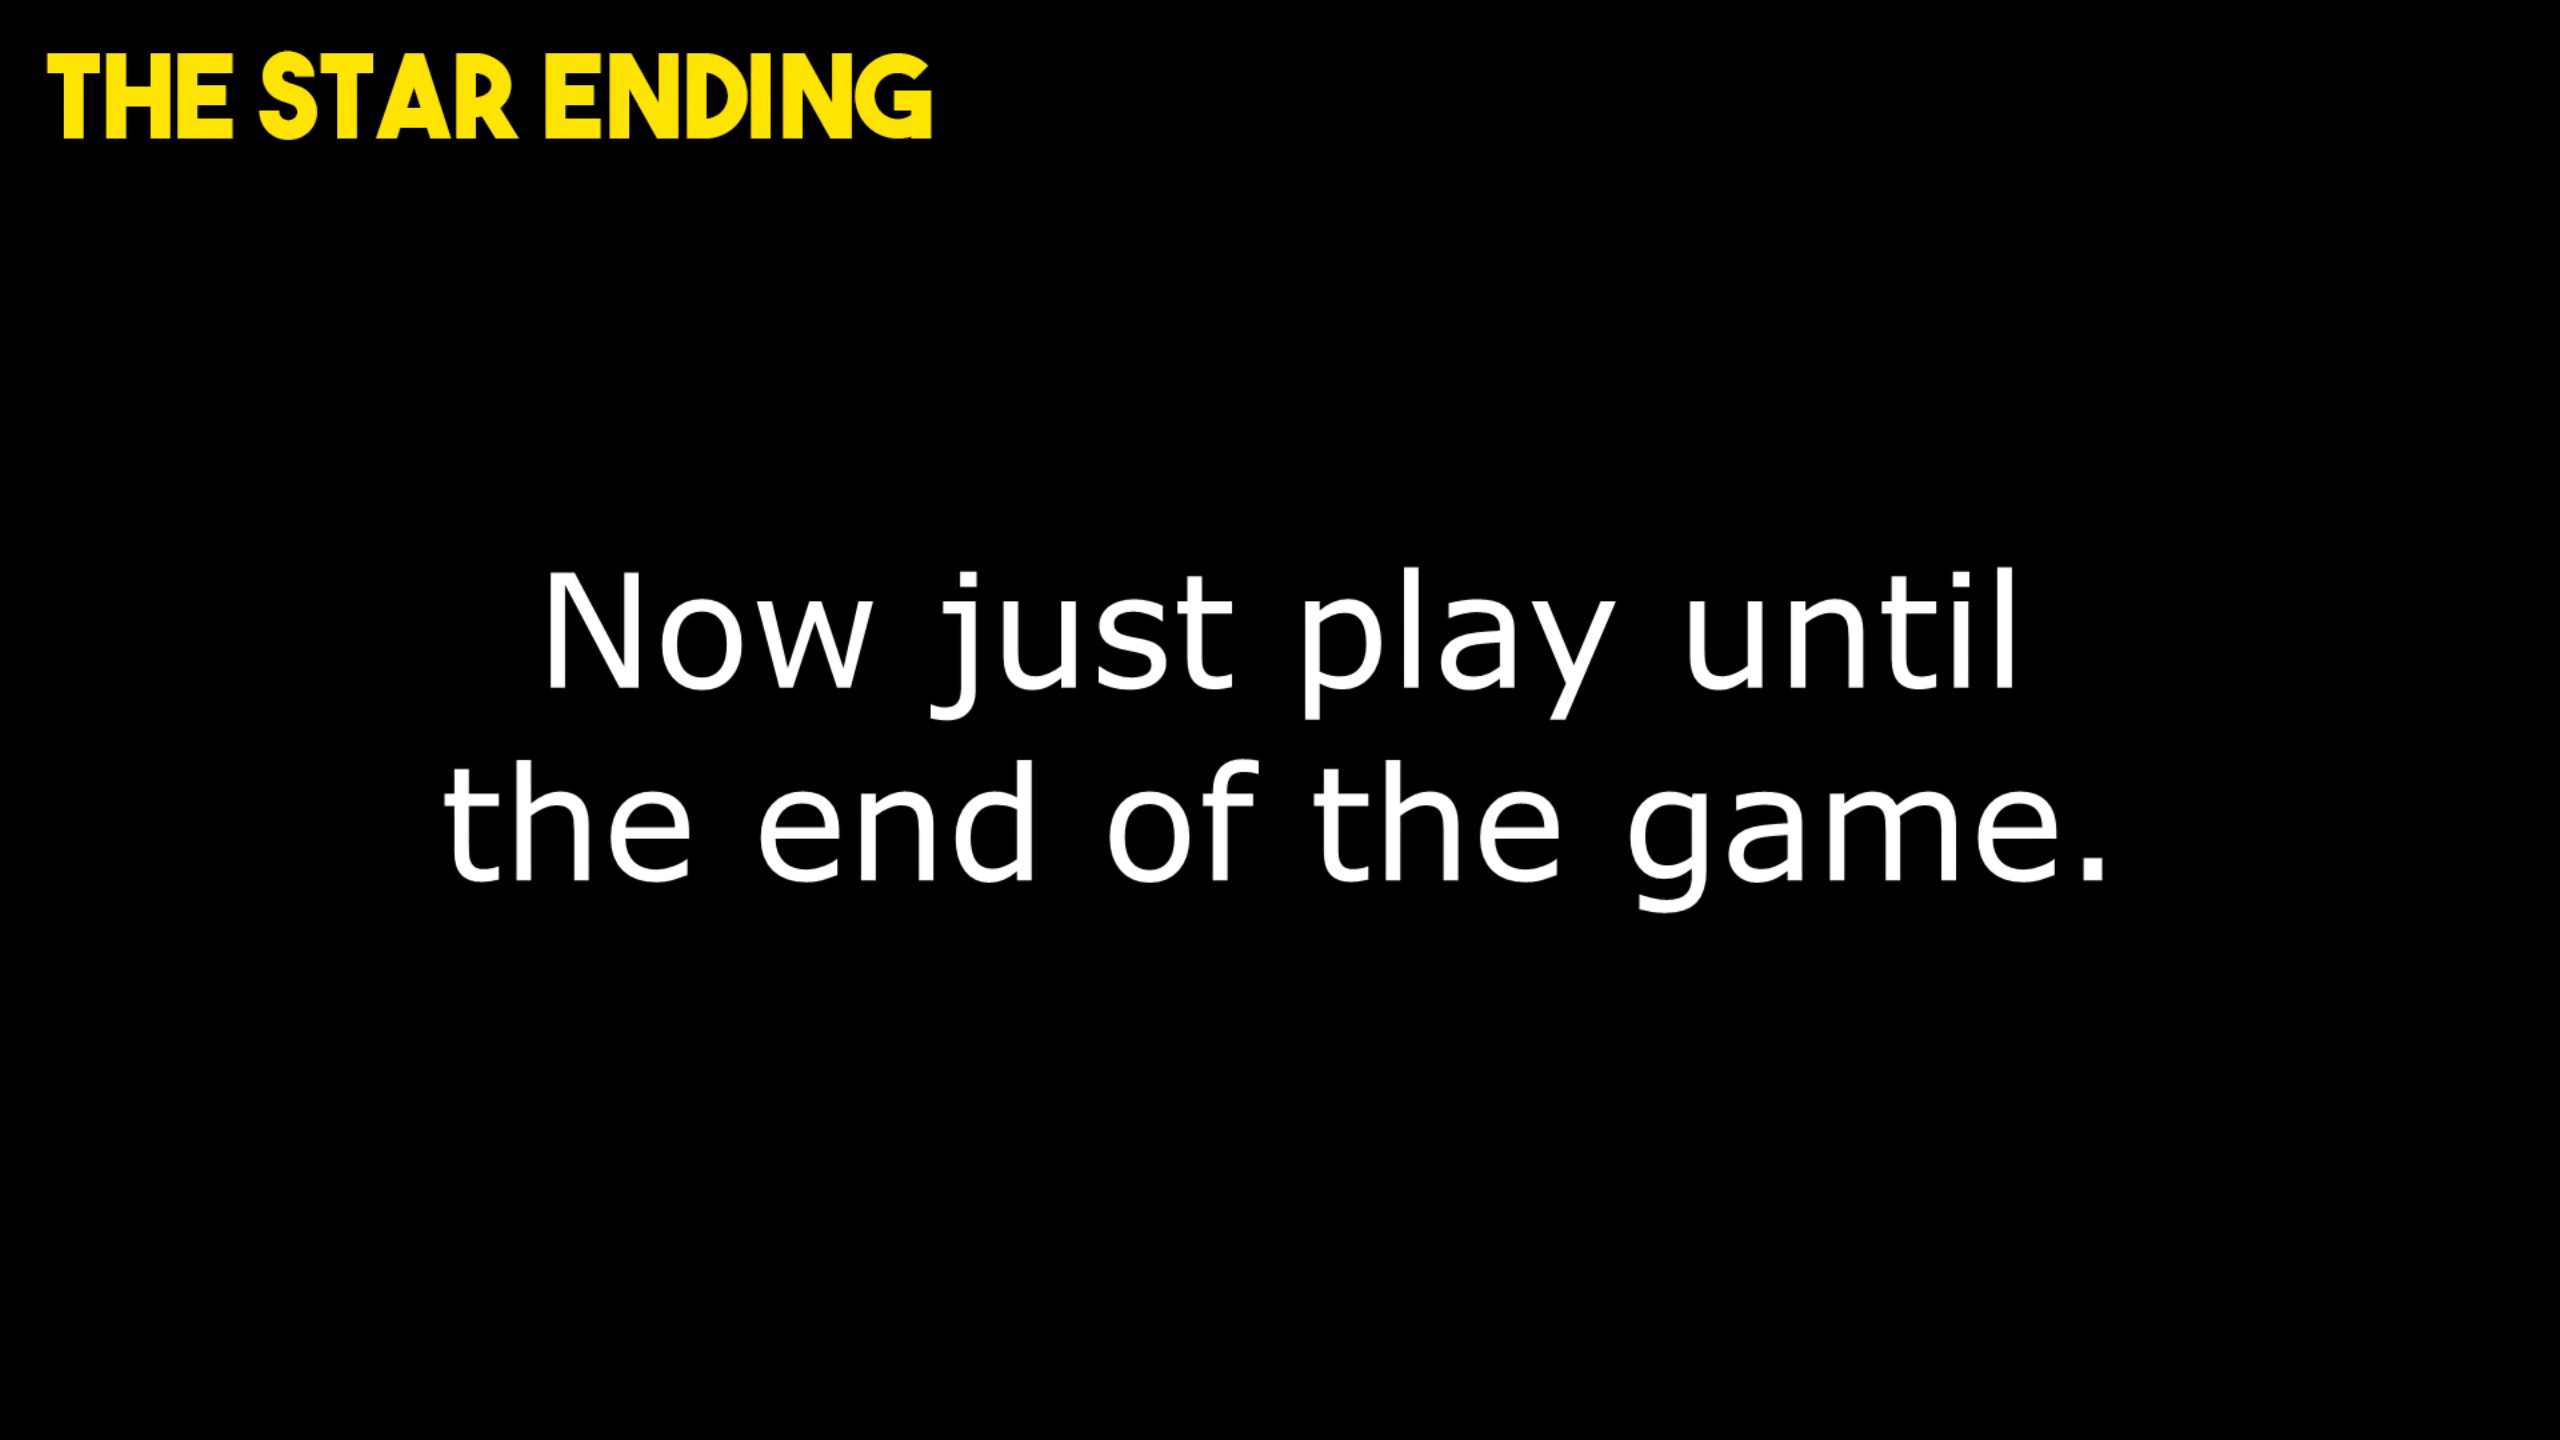 THE STAR ENDING
Now just play until
the end of the game.